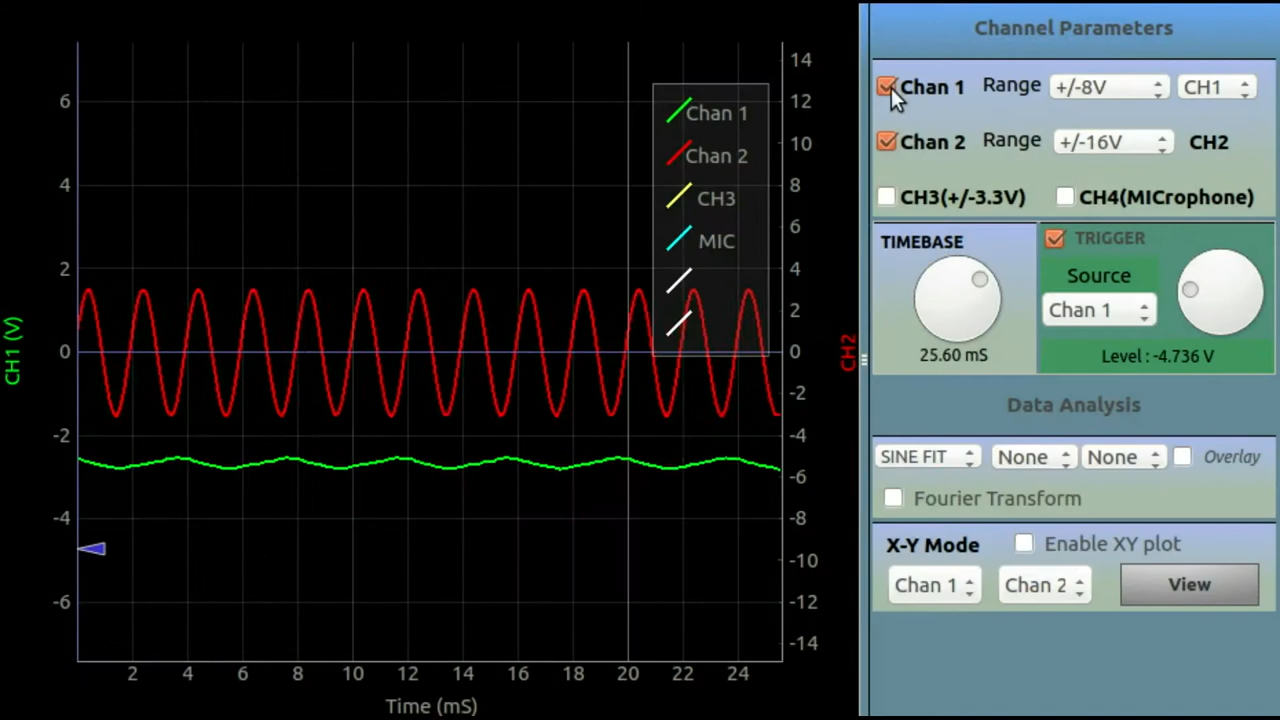 Channel Parameters
Chan 1 Range +/-8V CH1
Chan 2 Range +/-16V CH2
CH3(+/-3.3V) CH4(MICrophone)
TIMEBASE
25.60 mS
TRIGGER
Source
Chan 1
Level : -4.736 V
Data Analysis
SINE FIT None None Overlay
Fourier Transform
X-Y Mode Enable XY plot
Chan 1 Chan 2 View
Chan 1
Chan 2
CH3
MIC
CH1 (V)
6
4
2
0
-2
-4
-6
14
12
10
8
6
4
2
0
-2
-4
-6
-8
-10
-12
-14
CH2
2 4 6 8 10 12 14 16 18 20 22 24
Time (mS)